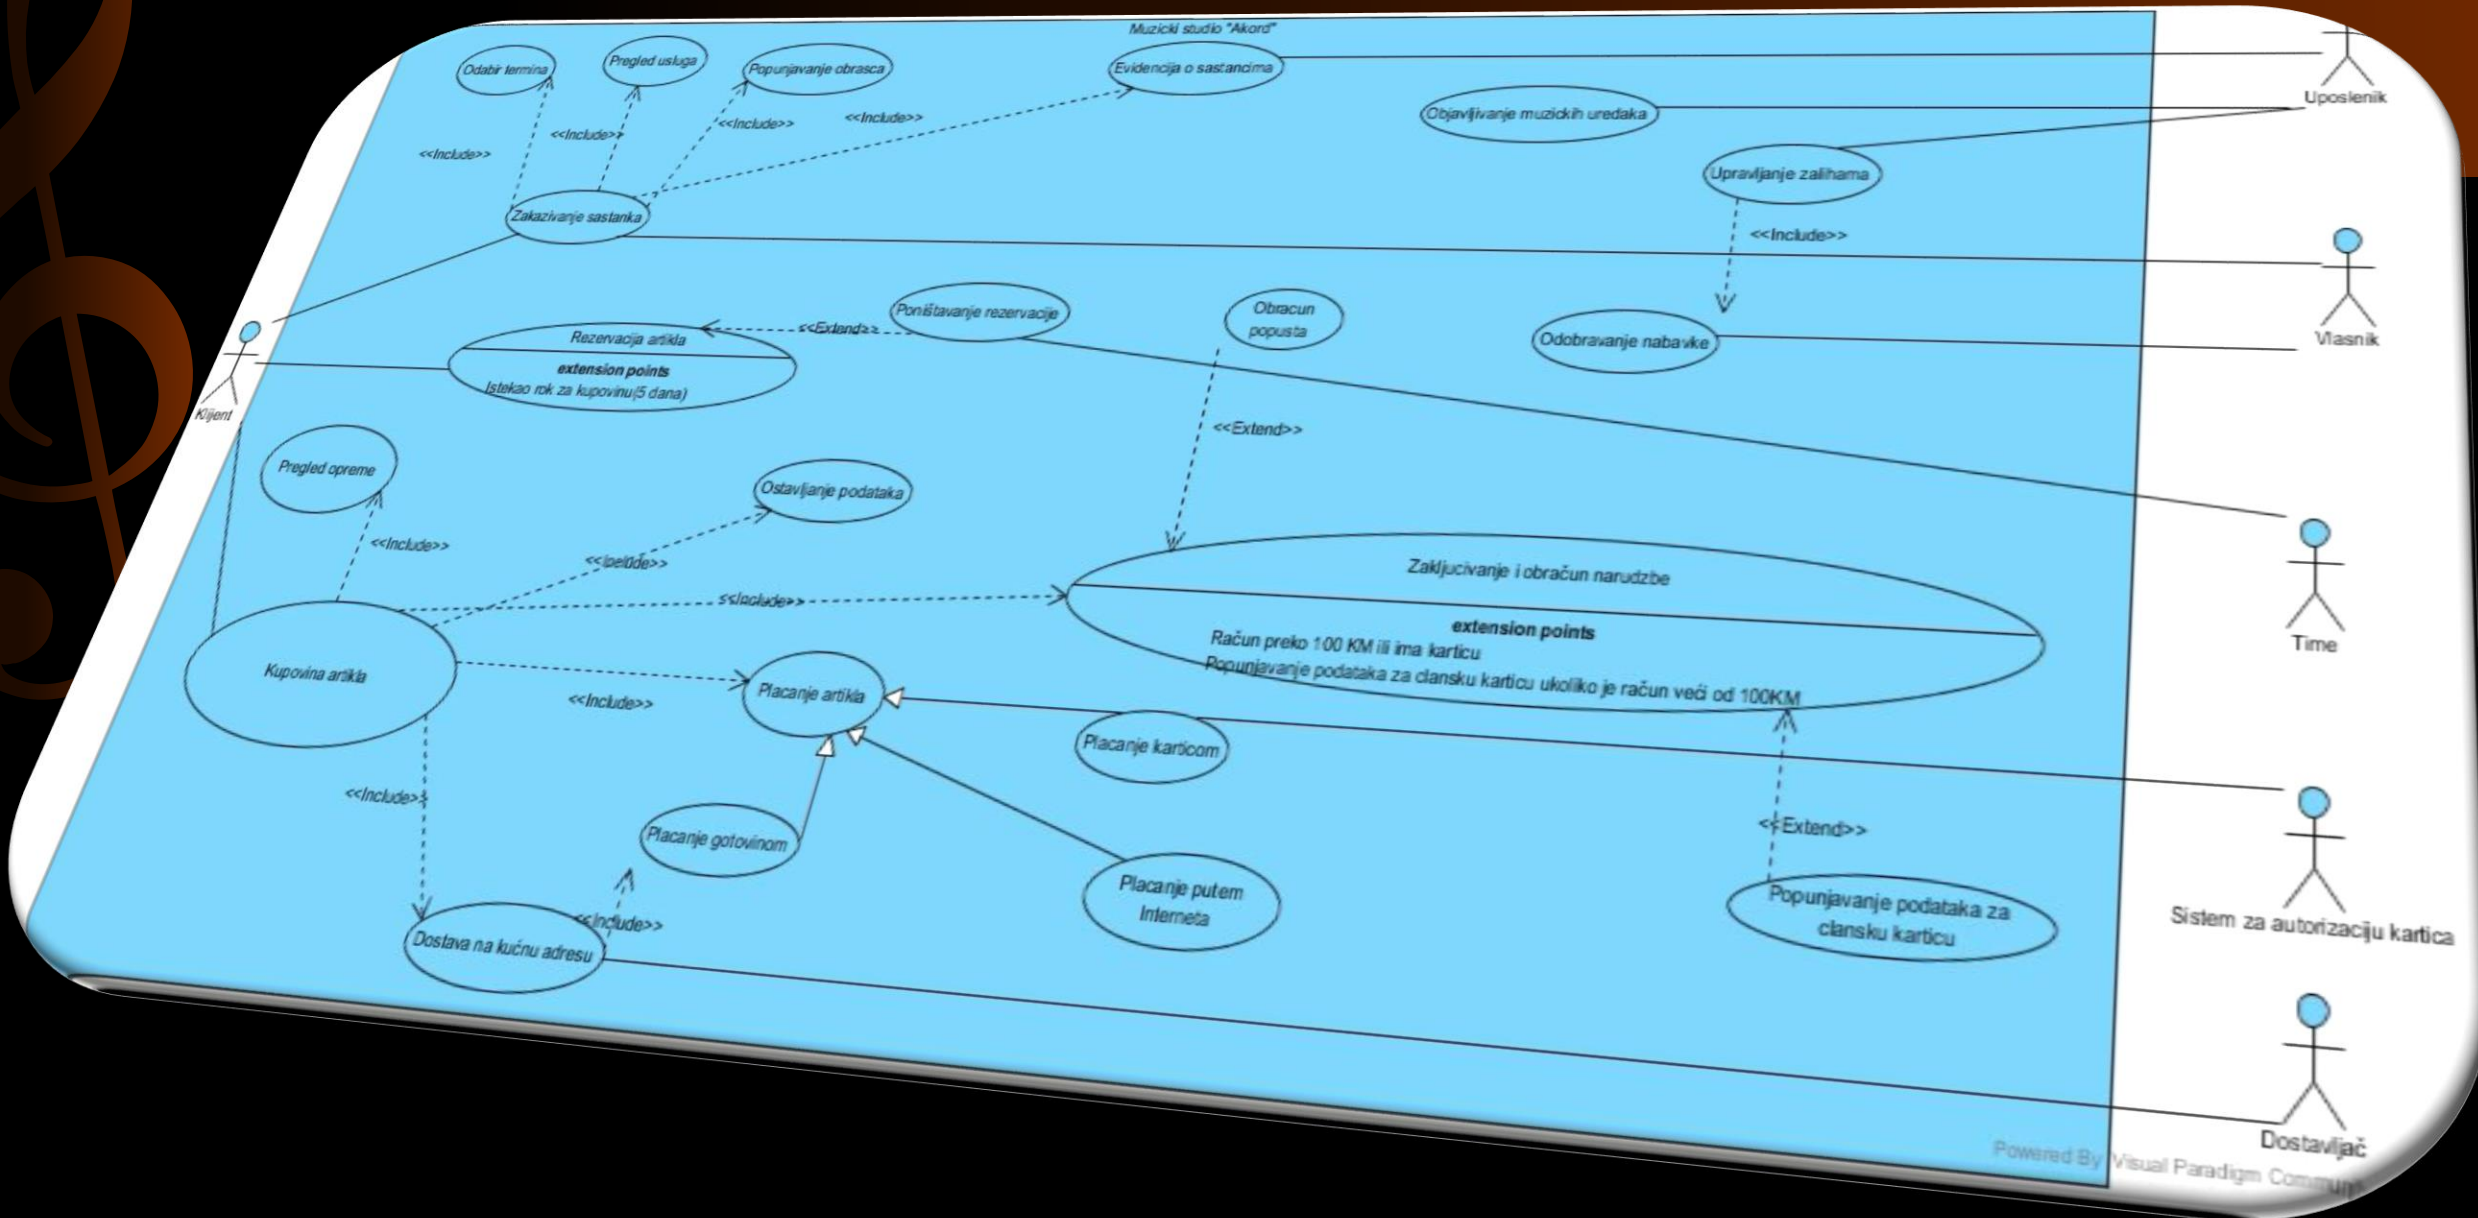 Muzicki studio "Akord"
Odabir termina
Pregled usluga
Popunjavanje obrasca
Evidencija o sastancima
Uposlenik
Objavljivanje muzickih uredaka
<<Include>>
<<Include>>
<<Include>>
<<Include>>
Upravljanje zalihama
Zakazivanje sastanka
<<Include>>
Poništavanje rezervacije
Obracun
popusta
<<Extend>>
Rezervacija artikla
extension points
Istekao rok za kupovinu(5 dana)
Odobravanje nabavke
Vlasnik
Klijent
<<Extend>>
Pregled opreme
Ostavljanje podataka
<<Include>>
<<Include>>
<<Include>>
Zakljucivanje i obračun narudzbe
extension points
Račun preko 100 KM ili ima karticu
Popunjavanje podataka za clansku karticu ukoliko je račun veći od 100KM
Time
Kupovina artikla
<<Include>>
Placanje artikla
Placanje karticom
<<Include>>
Placanje gotovinom
<<Extend>>
Placanje putem
Interneta
Popunjavanje podataka za
clansku karticu
Sistem za autorizaciju kartica
<<Include>>
Dostava na kućnu adresu
Dostavljač
Powered By Visual Paradigm Commun